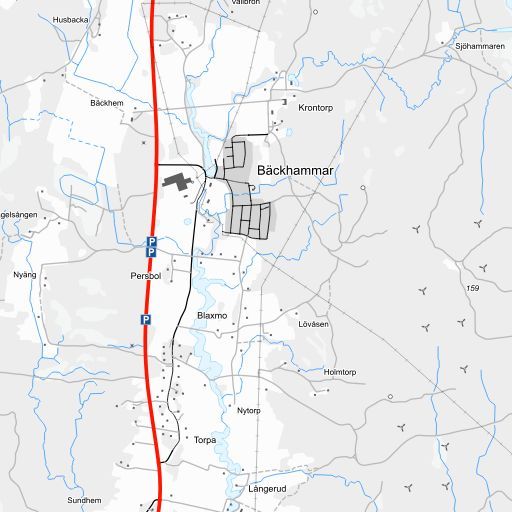 Vallbron
Husbacka
Sjöhammaren
Bäckhem
Krontorp
Bäckhammar
gelsängen
P
P
Nyäng
Persbol
159
Blaxmo
P
Lövåsen
Holmtorp
Nytorp
Torpa
Långerud
Sundhem